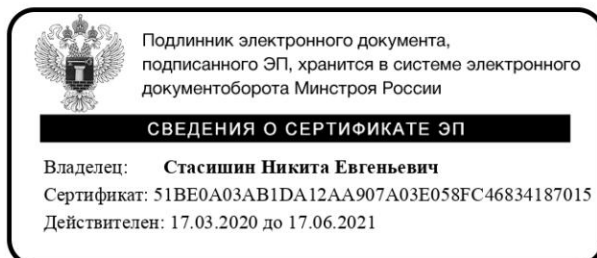 Подлинник электронного документа,
подписанного ЭП, хранится в системе электронного
документоборота Минстроя России
СВЕДЕНИЯ О СЕРТИФИКАТЕ ЭП
Владелец: Стасишин Никита Евгеньевич
Сертификат: 51BE0A03AB1DA12AA907A03E058FC46834187015
Действителен: 17.03.2020 до 17.06.2021